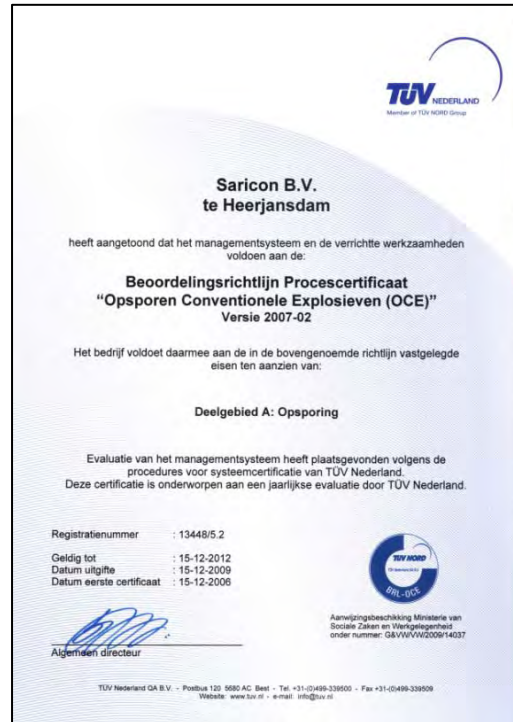 TÜV NEDERLAND
Member of TÜV NORD Group
Saricon B.V.
te Heerjansdam
heeft aangetoond dat het managementsysteem en de verrichtte werkzaamheden
voldoen aan de:
Beoordelingsrichtlijn Procescertificaat
“Opsporen Conventionele Explosieven (OCE)”
Versie 2007-02
Het bedrijf voldoet daarmee aan de in de bovengenoemde richtlijn vastgelegde
eisen ten aanzien van:
Deelgebied A: Opsporing
Evaluatie van het managementsysteem heeft plaatsgevonden volgens de
procedures voor systeemcertificatie van TÜV Nederland.
Deze certificatie is onderworpen aan een jaarlijkse evaluatie door TÜV Nederland.
Registratienummer : 13448/5.2
Geldig tot : 15-12-2012
Datum uitgifte : 15-12-2009
Datum eerste certificaat : 15-12-2006
TÜV NORD
BRL-OCE
Aanwijzingsbeschikking Ministerie van
Sociale Zaken en Werkgelegenheid
onder nummer: G&VW/VW/2009/14037
Algemeen directeur
TÜV Nederland QA B.V. - Postbus 120 5680 AC Best - Tel. +31-(0)499-339500 - Fax +31-(0)499-339509
Website: www.tuv.nl - e-mail: info@tuv.nl